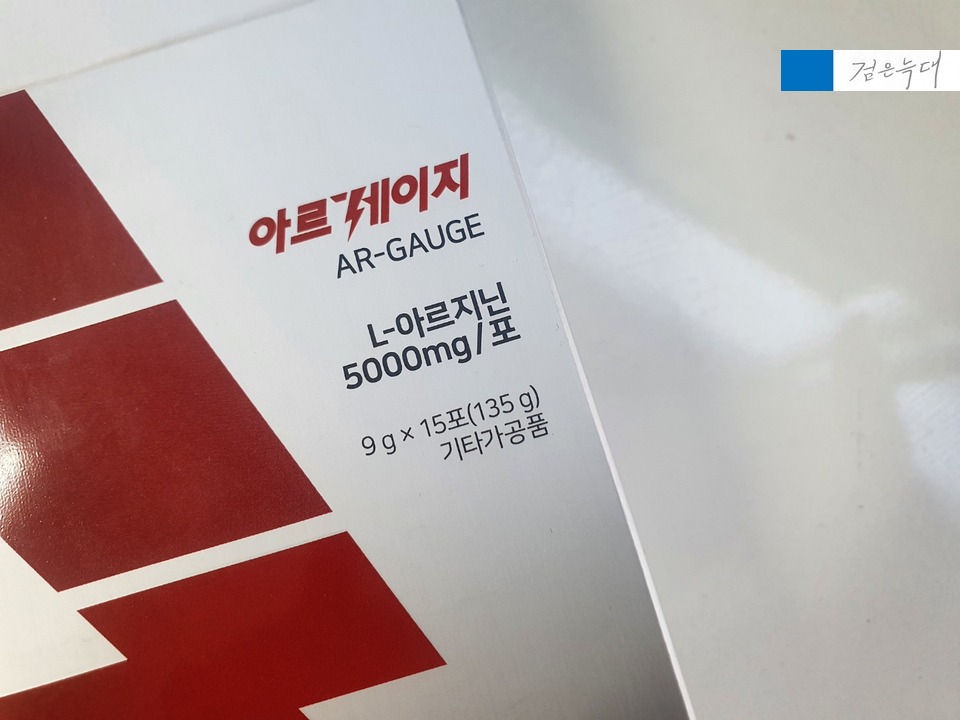 검은늑대
아르게이지
AR-GAUGE
L-아르지닌
5000mg/포
9 g × 15포(135 g)
기타가공품